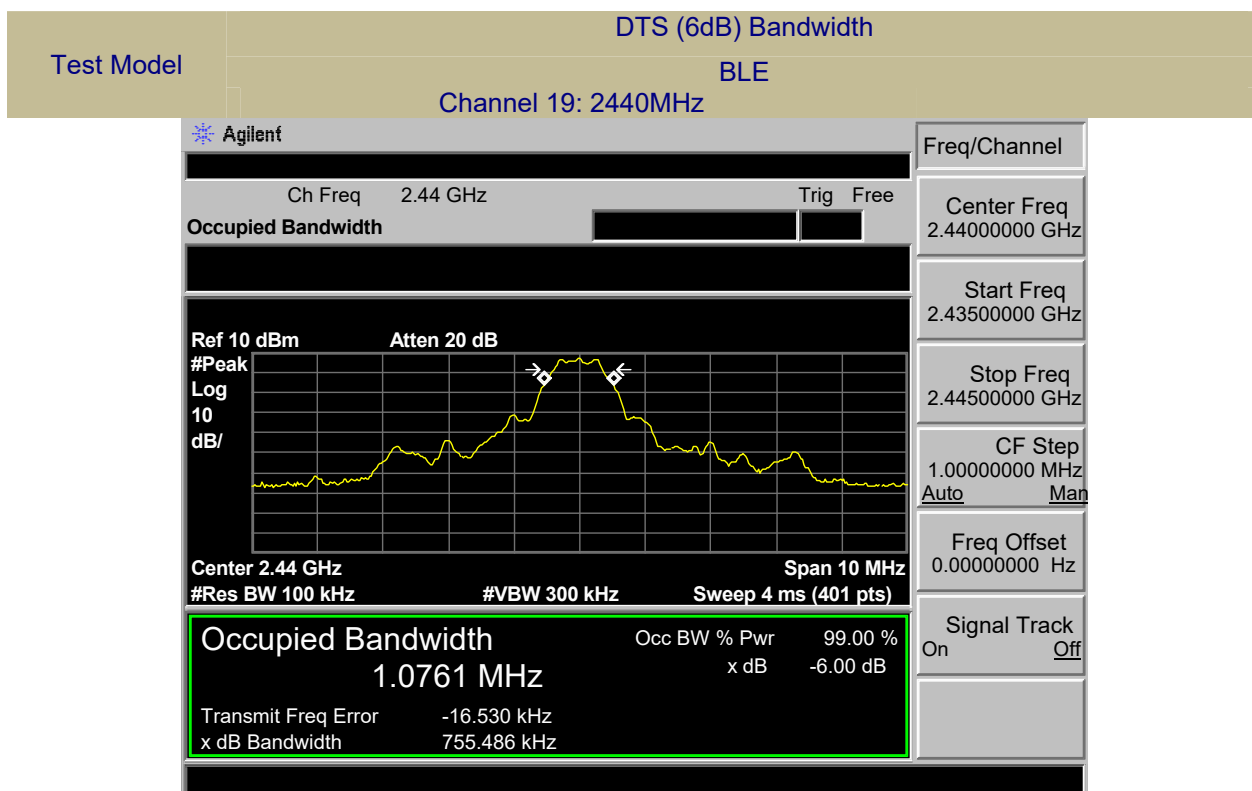 DTS (6dB) Bandwidth
Test Model
BLE
Channel 19: 2440MHz
Agilent
Freq/Channel
Ch Freq 2.44 GHz Trig Free
Occupied Bandwidth
Center Freq
2.44000000 GHz
Start Freq
2.43500000 GHz
Ref 10 dBm Atten 20 dB
#Peak
Log
10
dB/
Stop Freq
2.44500000 GHz
CF Step
1.00000000 MHz
Auto Man
Freq Offset
0.00000000 Hz
Center 2.44 GHz Span 10 MHz
#Res BW 100 kHz #VBW 300 kHz Sweep 4 ms (401 pts)
Signal Track
On Off
Occupied Bandwidth Occ BW % Pwr 99.00 %
1.0761 MHz x dB -6.00 dB
Transmit Freq Error -16.530 kHz
x dB Bandwidth 755.486 kHz